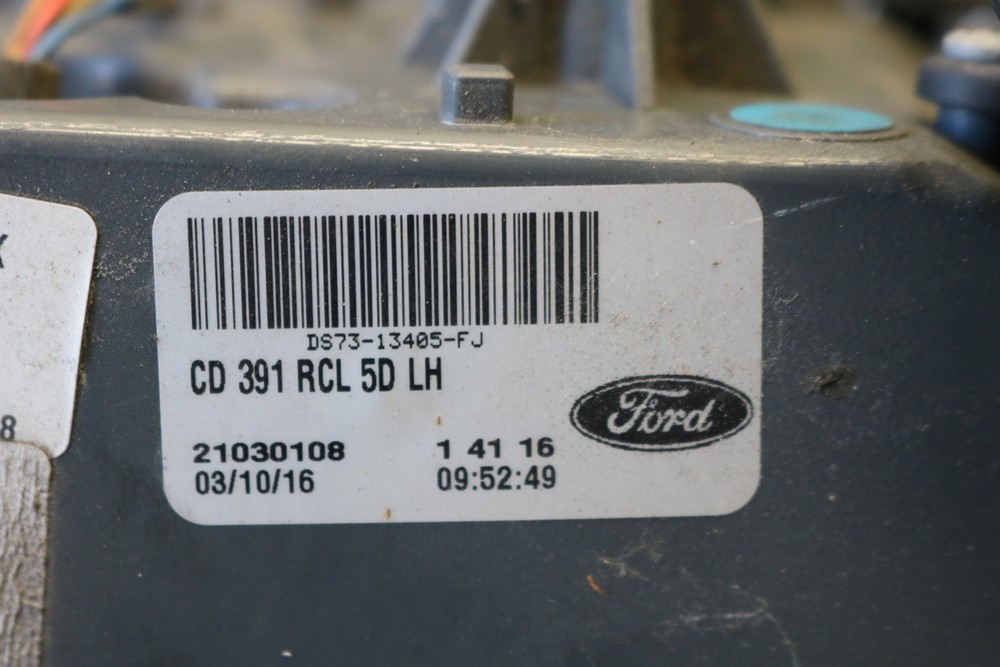 DS73-13405-FJ
CD 391 RCL 5D LH
Ford
21030108 1 41 16
03/10/16 09:52:49
8